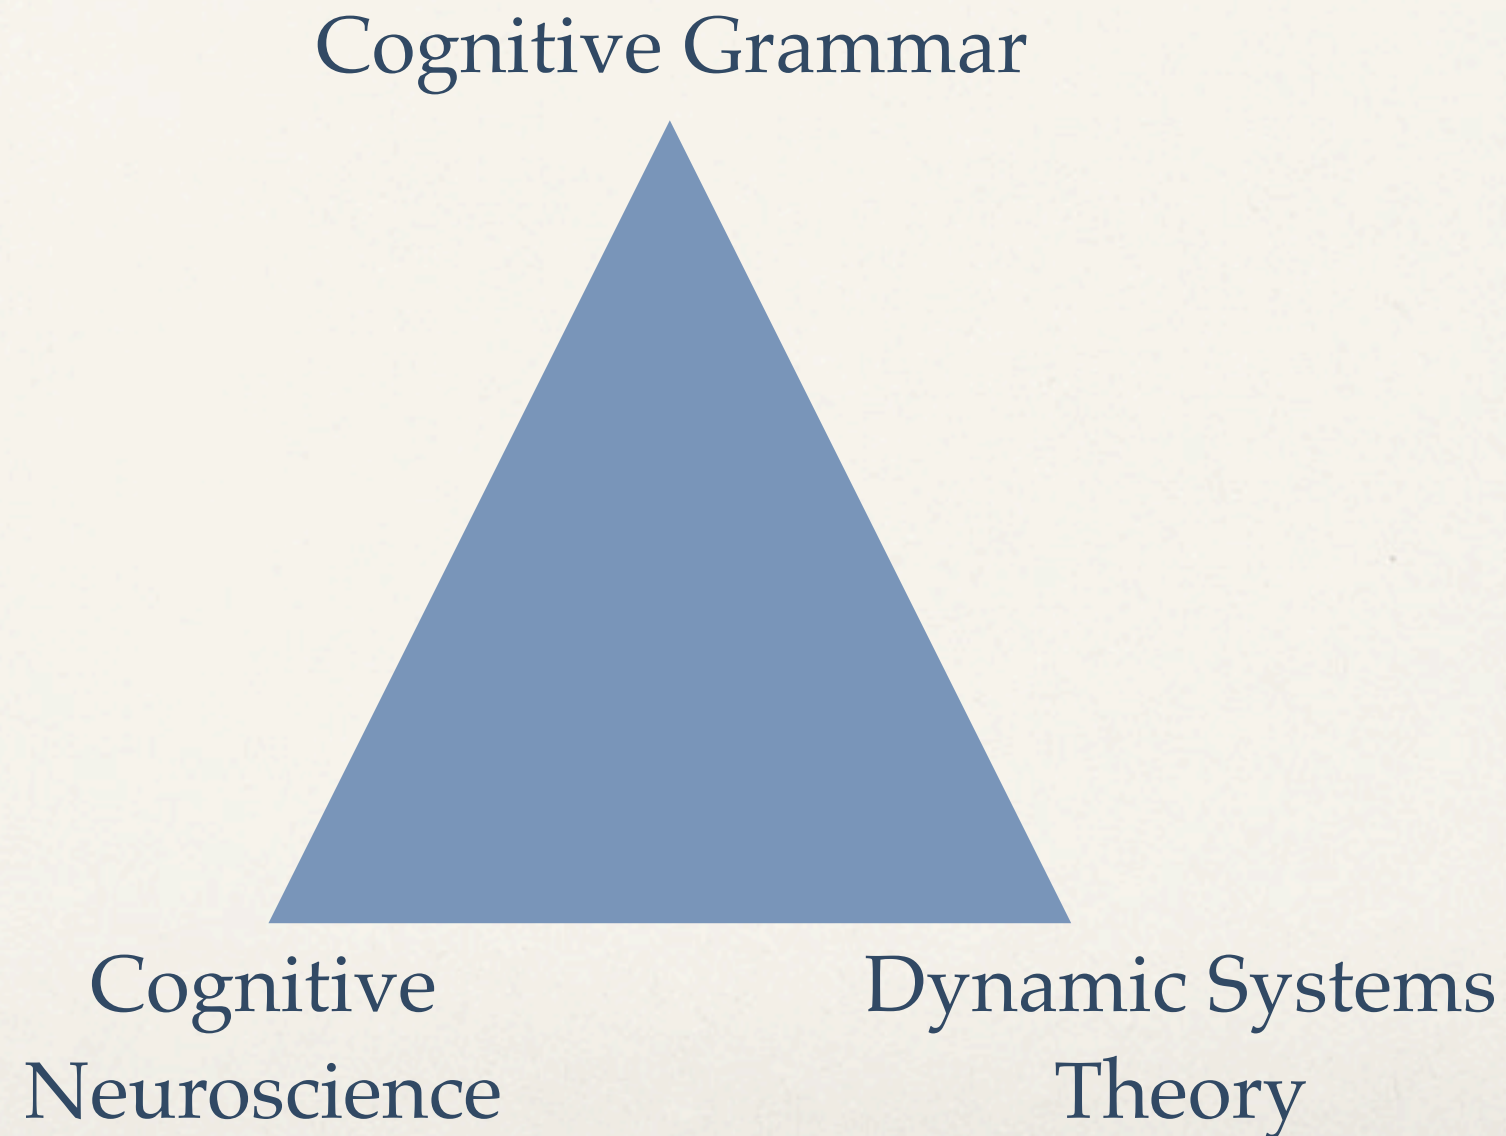 Cognitive Grammar
Cognitive
Neuroscience
Dynamic Systems
Theory